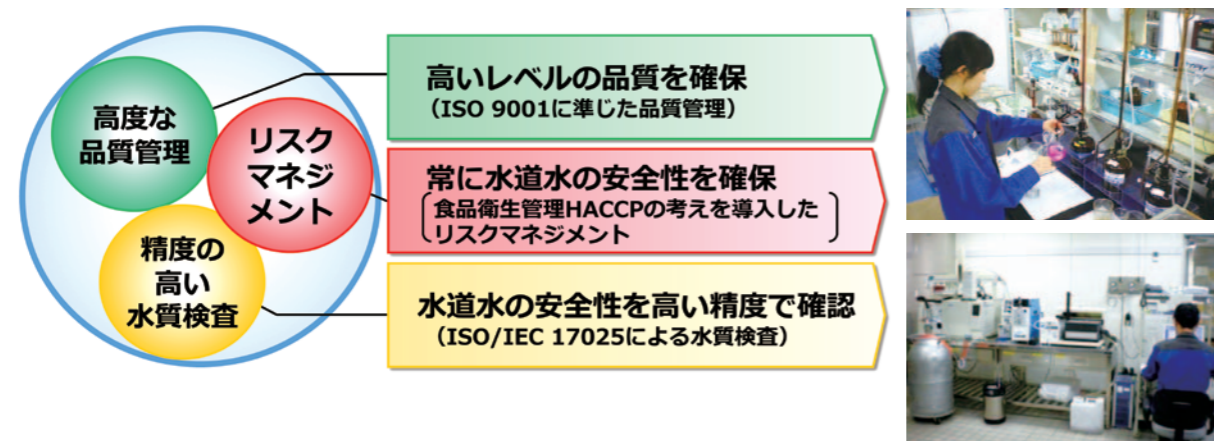 高度な
品質管理
リスク
マネジ
メント
精度の
高い
水質検査
高いレベルの品質を確保
（ISO 9001に準じた品質管理）
常に水道水の安全性を確保
食品衛生管理HACCPの考えを導入した
リスクマネジメント
水道水の安全性を高い精度で確認
（ISO/IEC 17025による水質検査）